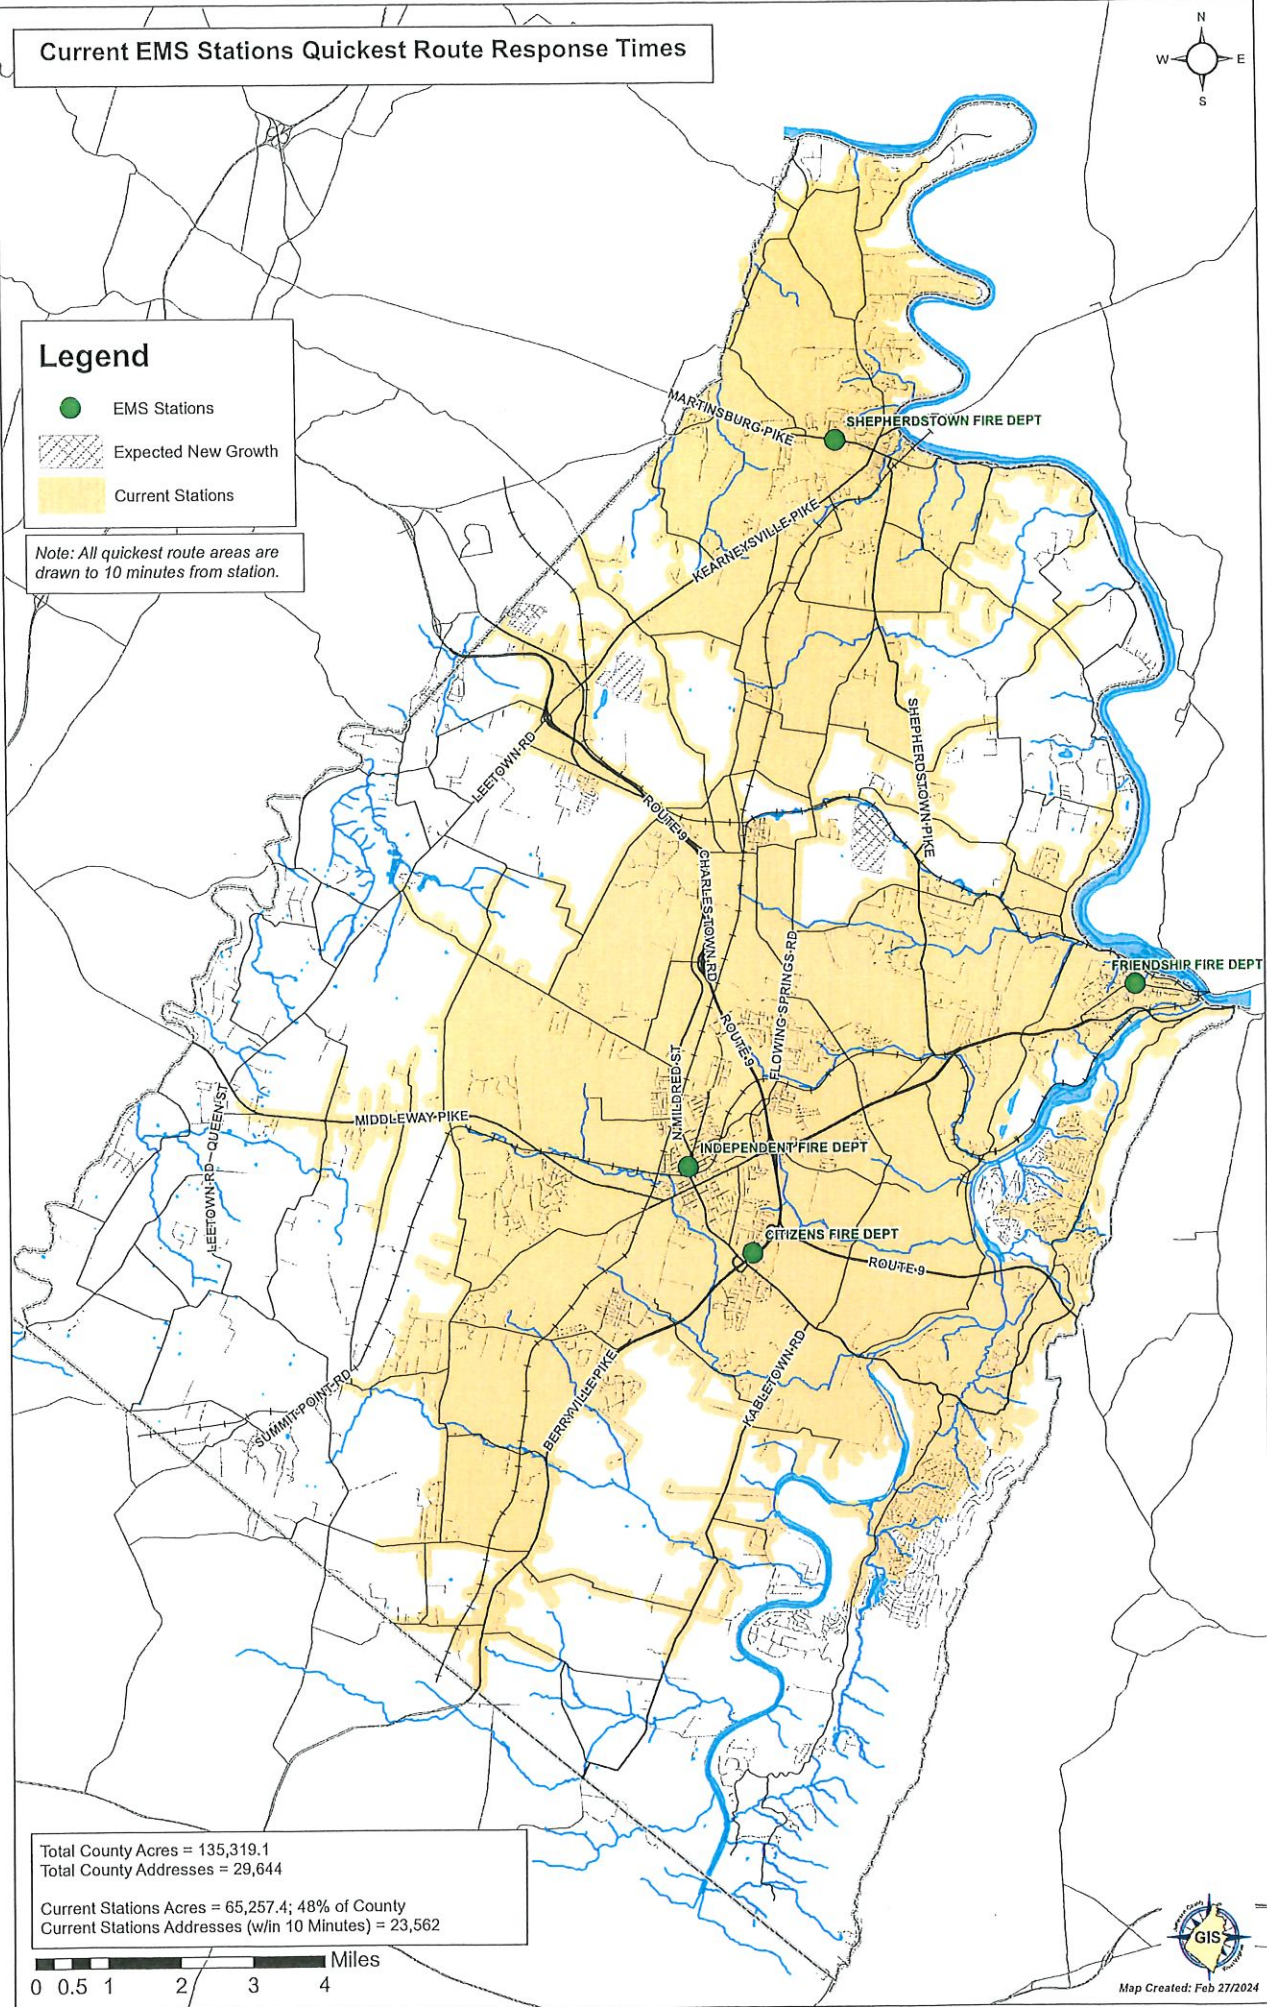 Current EMS Stations Quickest Route Response Times
N
W
E
S
Legend
EMS Stations
Expected New Growth
Current Stations
Note: All quickest route areas are
drawn to 10 minutes from station.
MARTINSBURG PIKE
SHEPHERDSTOWN FIRE DEPT
KEARNEYSVILLE PIKE
LEETOWN RD
SHEPHERDSTOWN PIKE
ROUTE 9
CHARLES TOWN RD
FLOWING SPRINGS RD
FRIENDSHIP FIRE DEPT
ROUTE 9
N MILDRED ST
MIDDLEWAY PIKE
QUEEN ST
LEETOWN RD
INDEPENDENT FIRE DEPT
CITIZENS FIRE DEPT
ROUTE 9
KABLETOWN RD
BERRYVILLE PIKE
SUMMIT POINT RD
Total County Acres = 135,319.1
Total County Addresses = 29,644
Current Stations Acres = 65,257.4; 48% of County
Current Stations Addresses (w/in 10 Minutes) = 23,562
Miles
0 0.5 1 2 3 4
GIS
Map Created: Feb 27/2024